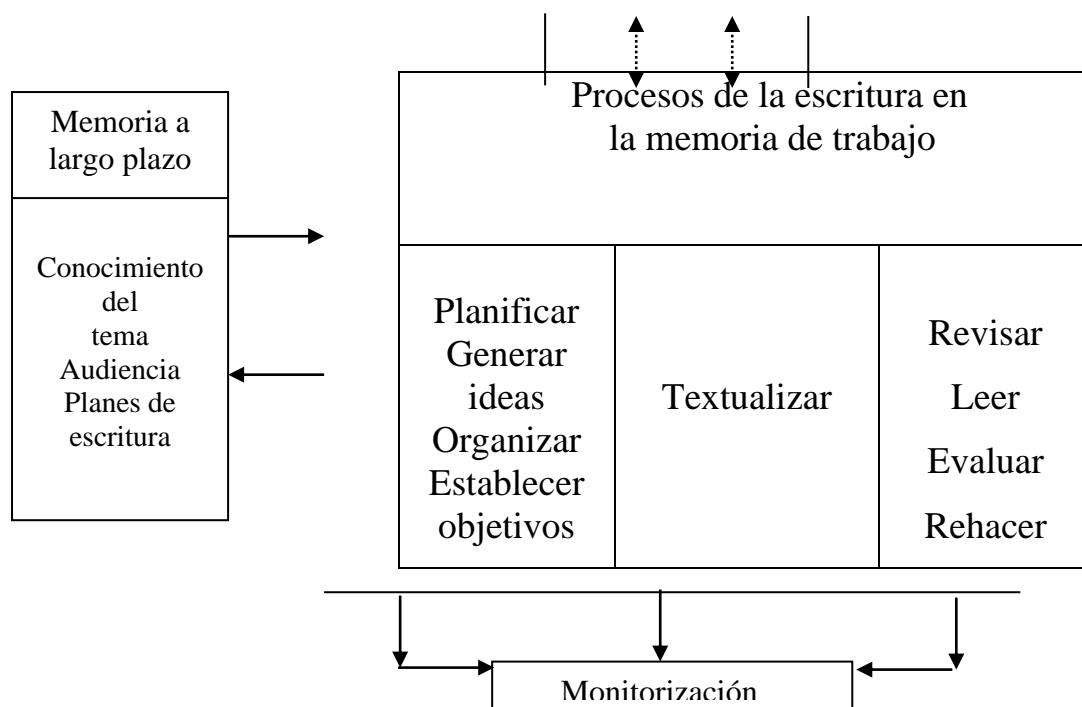 Procesos de la escritura en
la memoria de trabajo
Memoria a
largo plazo
Conocimiento
del
tema
Audiencia
Planes de
escritura
Planificar
Generar
ideas
Organizar
Establecer
objetivos
Textualizar
Revisar
Leer
Evaluar
Rehacer
Monitorización